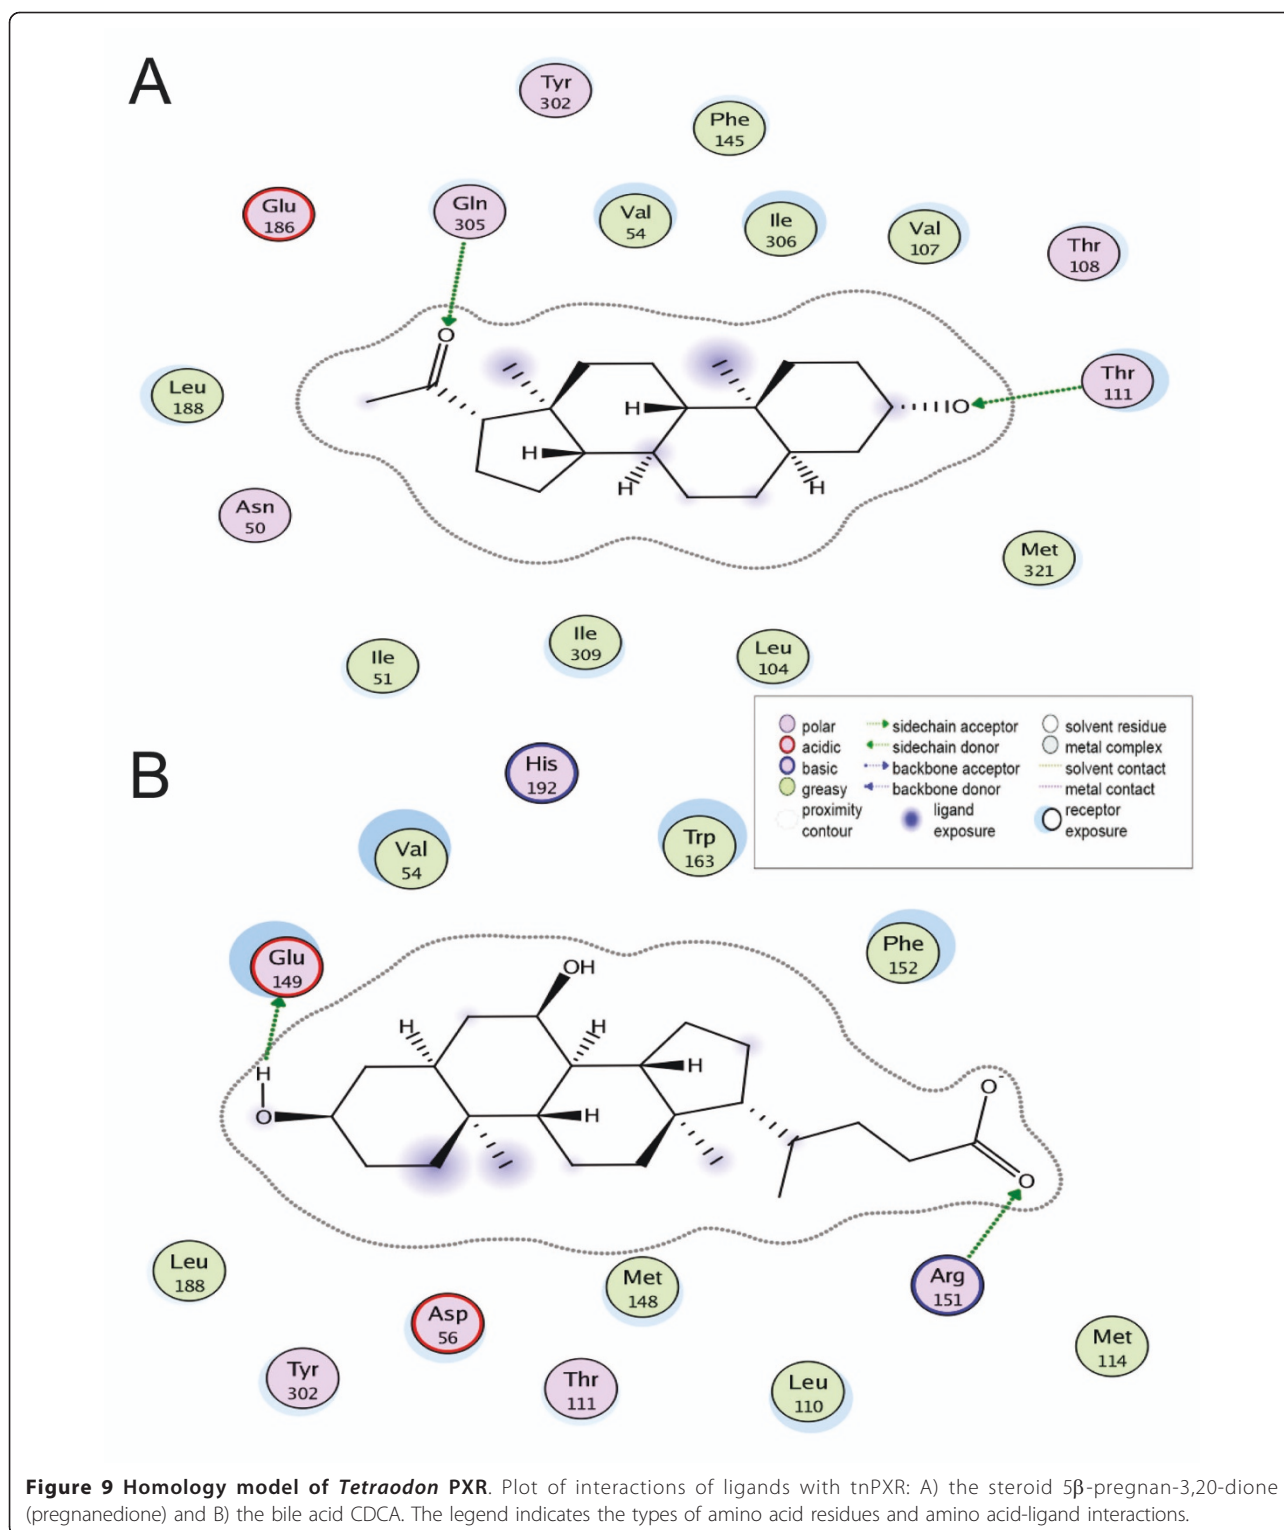 A
Tyr
302
Phe
145
Glu
186
Gln
305
Val
54
Ile
306
Val
107
Thr
108
O
Leu
188
Thr
111
H
O
H
H
H
Asn
50
Met
321
Ile
51
Ile
309
Leu
104
polar
acidic
basic
greasy
proximity
contour
sidechain acceptor
sidechain donor
backbone acceptor
backbone donor
ligand
exposure
solvent residue
metal complex
solvent contact
metal contact
receptor
exposure
B
His
192
Val
54
Trp
163
Glu
149
Phe
152
OH
H
H
H
H
O-
O
H
O
Leu
188
Met
148
Arg
151
Asp
56
Met
114
Tyr
302
Thr
111
Leu
110
Figure 9 Homology model of Tetraodon PXR. Plot of interactions of ligands with tnPXR: A) the steroid 5β-pregnan-3,20-dione
(pregnanedione) and B) the bile acid CDCA. The legend indicates the types of amino acid residues and amino acid-ligand interactions.